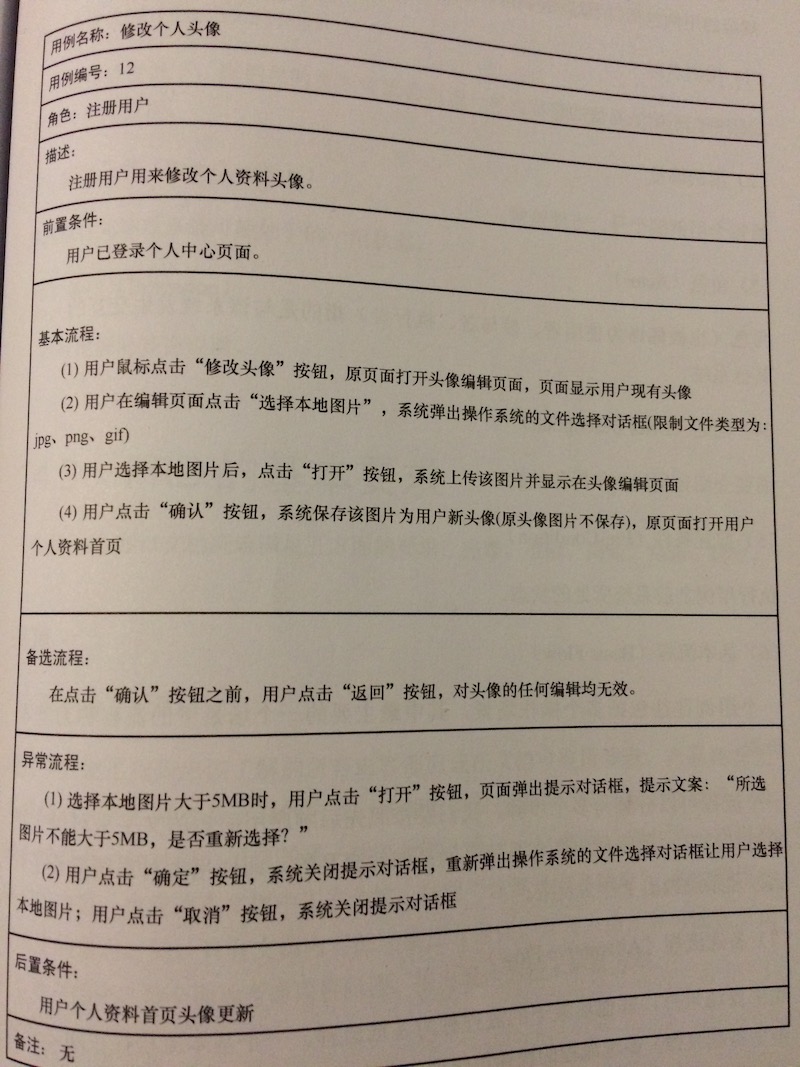 用例名称：修改个人头像
用例编号：12
角色：注册用户
描述：
注册用户用来修改个人资料头像。
前置条件：
用户已登录个人中心页面。
基本流程：
(1) 用户鼠标点击“修改头像”按钮，原页面打开头像编辑页面，页面显示用户现有头像
(2) 用户在编辑页面点击“选择本地图片”，系统弹出操作系统的文件选择对话框(限制文件类型为：
jpg、png、gif)
(3) 用户选择本地图片后，点击“打开”按钮，系统上传该图片并显示在头像编辑页面
(4) 用户点击“确认”按钮，系统保存该图片为用户新头像(原头像图片不保存)，原页面打开用户
个人资料首页
备选流程：
在点击“确认”按钮之前，用户点击“返回”按钮，对头像的任何编辑均无效。
异常流程：
(1) 选择本地图片大于5MB时，用户点击“打开”按钮，页面弹出提示对话框，提示文案：“所选
图片不能大于5MB，是否重新选择？”
(2) 用户点击“确定”按钮，系统关闭提示对话框，重新弹出操作系统的文件选择对话框让用户选择
本地图片；用户点击“取消”按钮，系统关闭提示对话框
后置条件：
用户个人资料首页头像更新
备注：无